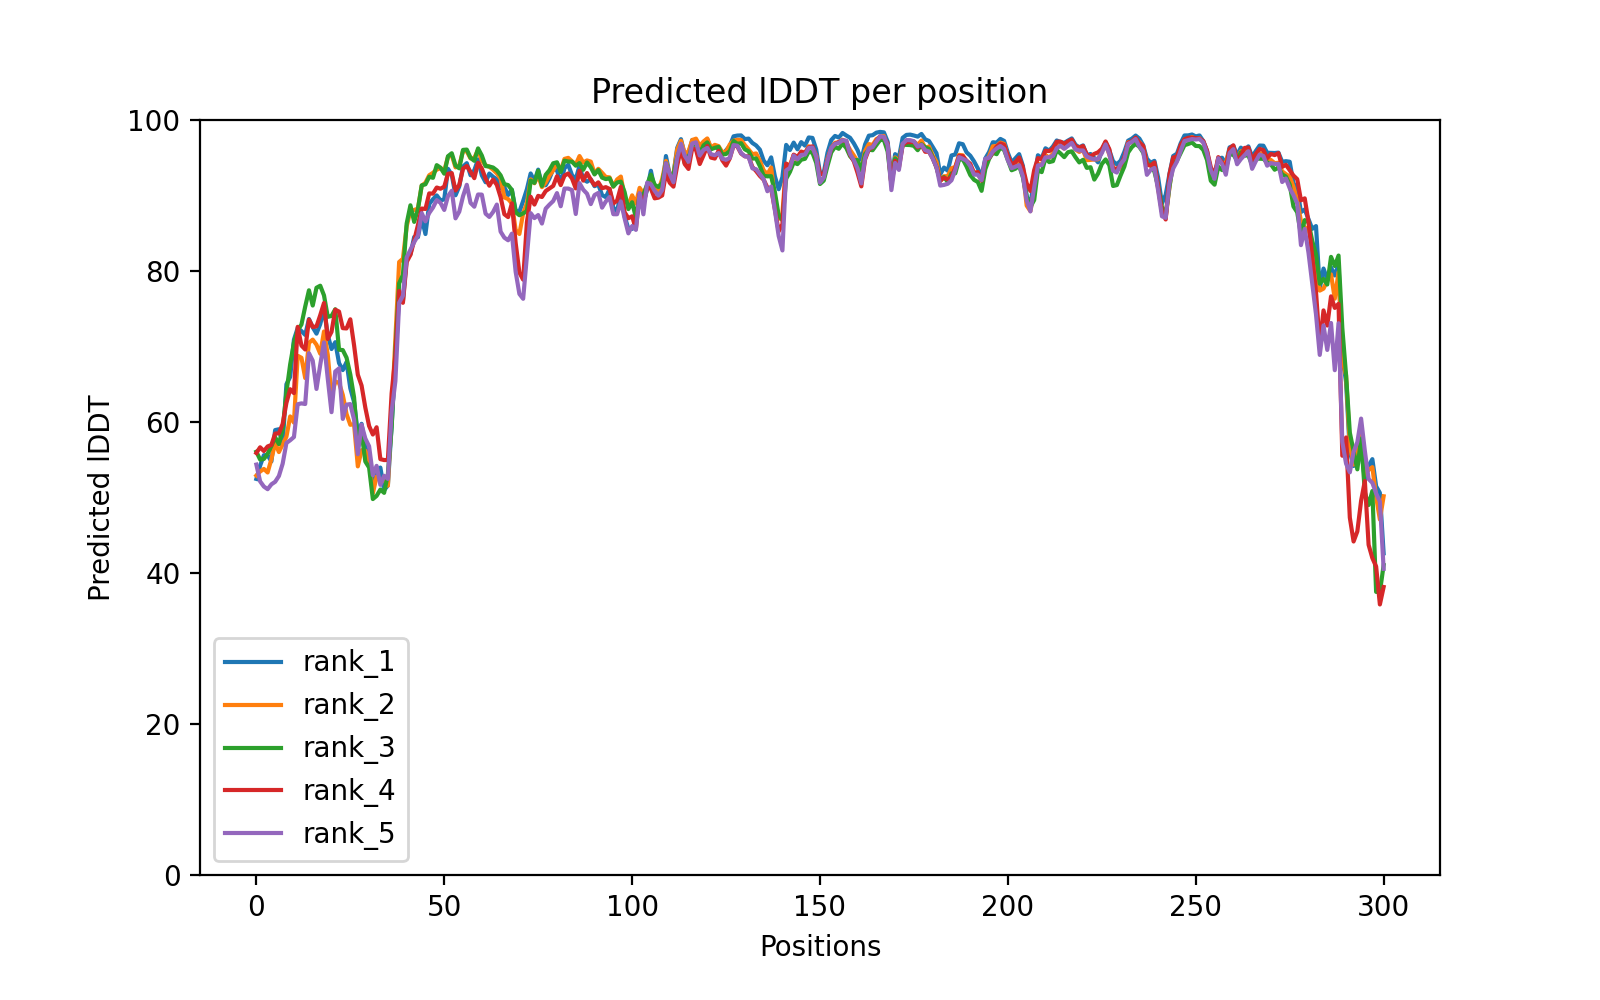 Predicted lDDT per position
100
80
60
40
20
0
Predicted lDDT
rank_1
rank_2
rank_3
rank_4
rank_5
0 50 100 150 200 250 300
Positions